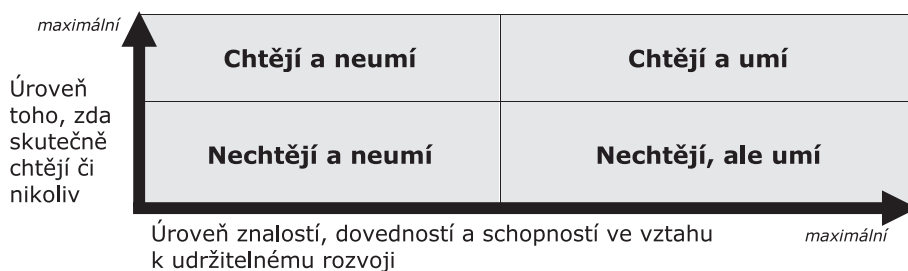 maximální
Chtějí a neumí
Chtějí a umí
Úroveň
toho, zda
skutečně
chtějí či
nikoliv
Nechtějí a neumí
Nechtějí, ale umí
Úroveň znalostí, dovedností a schopností ve vztahu
k udržitelnému rozvoji
maximální